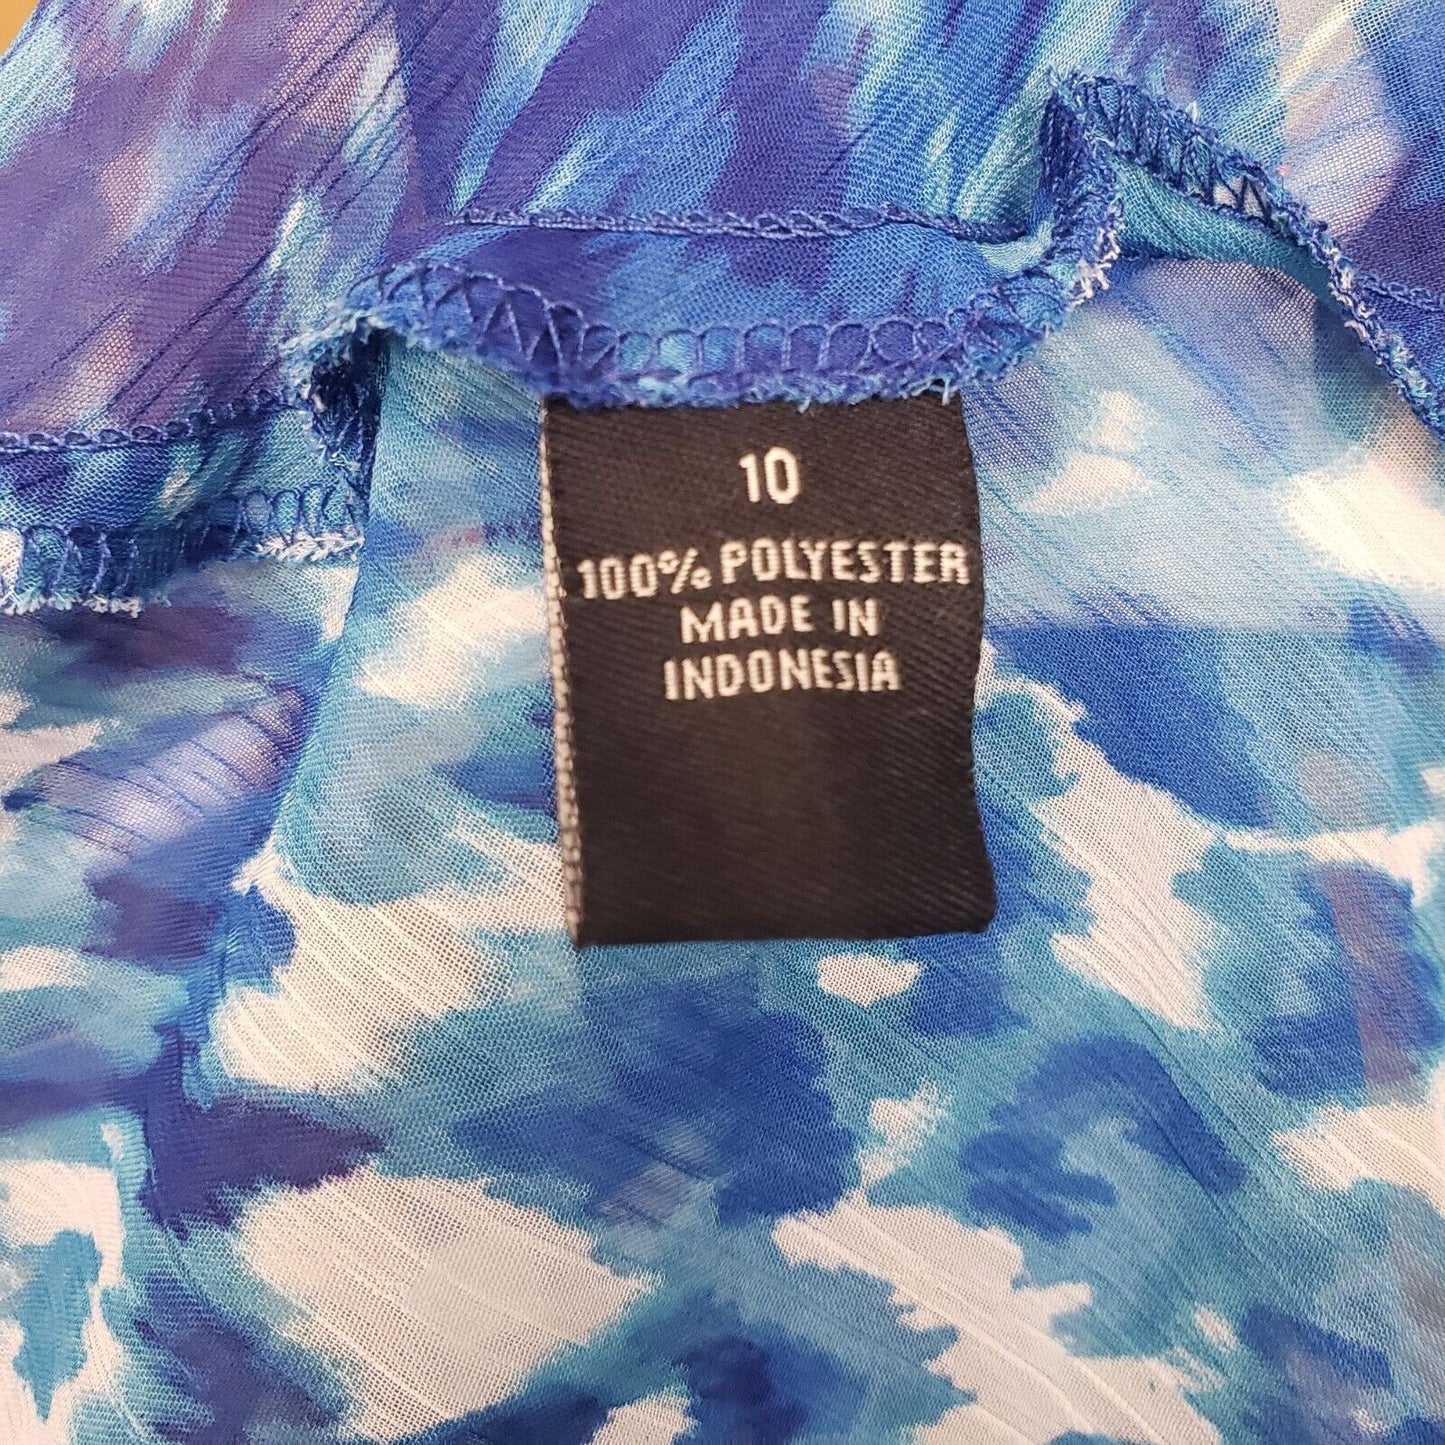 10
100% POLYESTER
MADE IN
INDONESIA